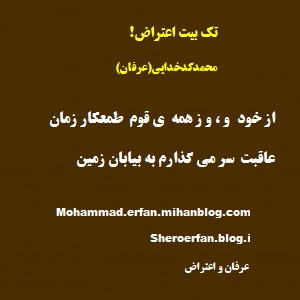 تک بیت اعتراض!
محمدکدخدایی(عرفان)
از خود و ، و ز همه ی قوم طمعکار زمان
عاقبت سر می گذارم به بیابان زمین
Mohammad.erfan.mihanblog.com
Sheroerfan.blog.i
عرفان و اعتراض